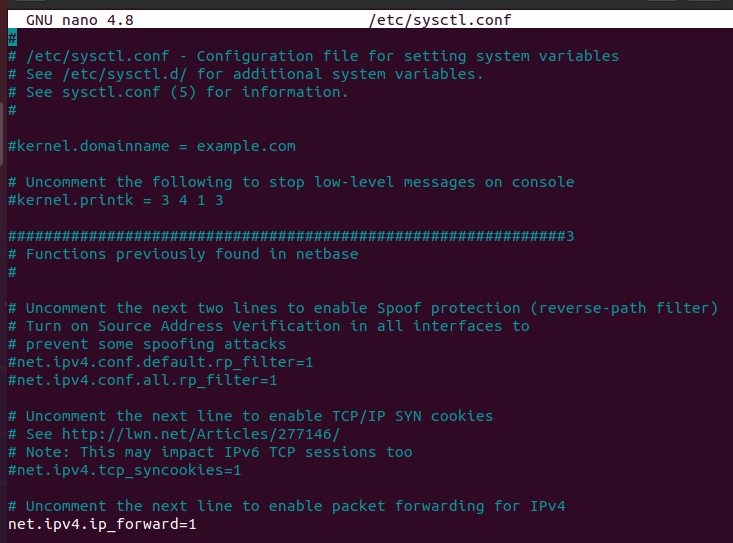 GNU nano 4.8 /etc/sysctl.conf
#
# /etc/sysctl.conf - Configuration file for setting system variables
# See /etc/sysctl.d/ for additional system variables.
# See sysctl.conf (5) for information.
#
#kernel.domainname = example.com
# Uncomment the following to stop low-level messages on console
#kernel.printk = 3 4 1 3
##############################################################3
# Functions previously found in netbase
#
# Uncomment the next two lines to enable Spoof protection (reverse-path filter)
# Turn on Source Address Verification in all interfaces to
# prevent some spoofing attacks
#net.ipv4.conf.default.rp_filter=1
#net.ipv4.conf.all.rp_filter=1
# Uncomment the next line to enable TCP/IP SYN cookies
# See http://lwn.net/Articles/277146/
# Note: This may impact IPv6 TCP sessions too
#net.ipv4.tcp_syncookies=1
# Uncomment the next line to enable packet forwarding for IPv4
net.ipv4.ip_forward=1